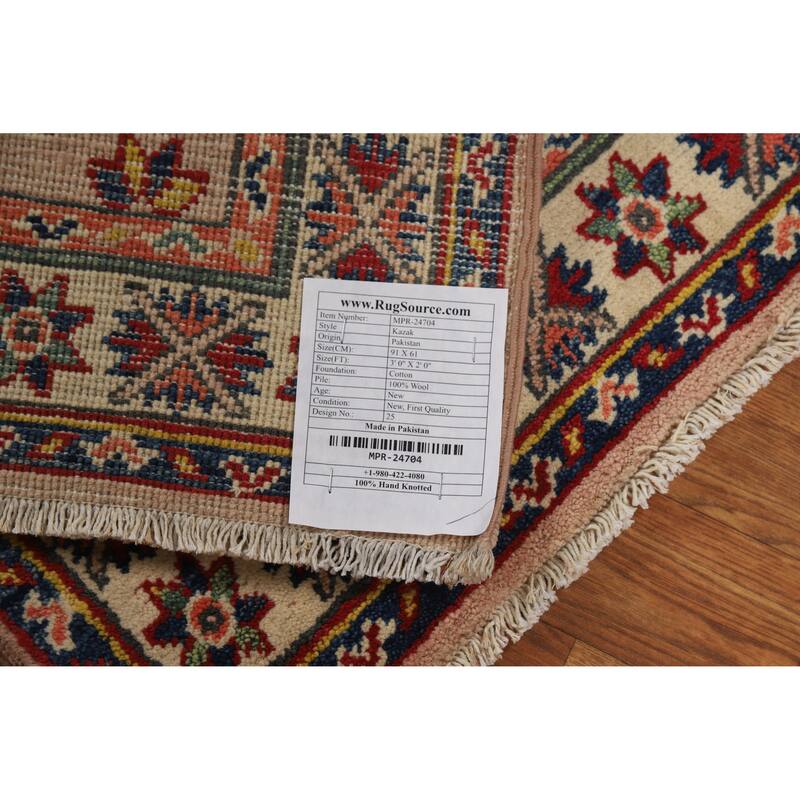 www.RugSource.com
Item Number: MPR-24704
Style Kazak
Origin Pakistan
Size(CM): 91 X 61
Size(FT): 3' 0" X 2' 0"
Foundation: Cotton
Pile: 100% Wool
Age: New
Condition: New, First Quality
Design No.: 25
Made in Pakistan
MPR-24704
+1-980-422-4080
100% Hand Knotted